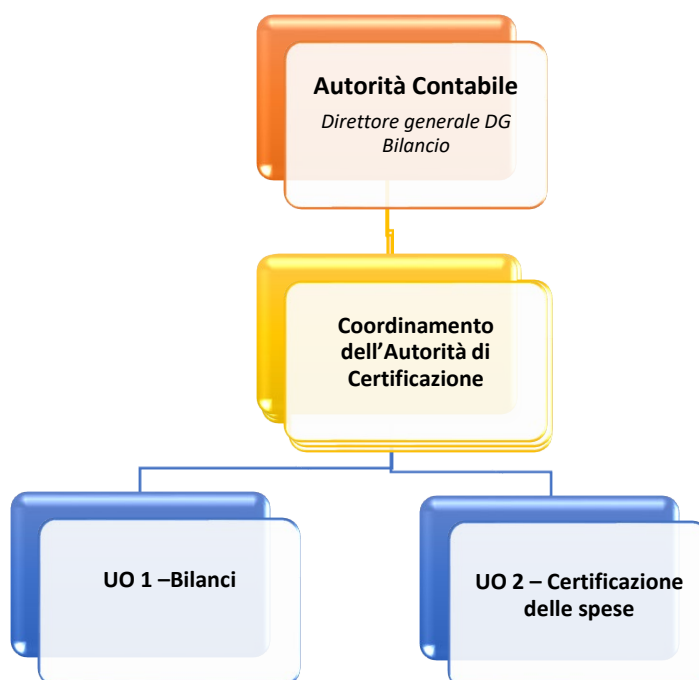 Autorità Contabile
Direttore generale DG
Bilancio
Coordinamento
dell’Autorità di
Certificazione
UO 1 –Bilanci
UO 2 – Certificazione
delle spese